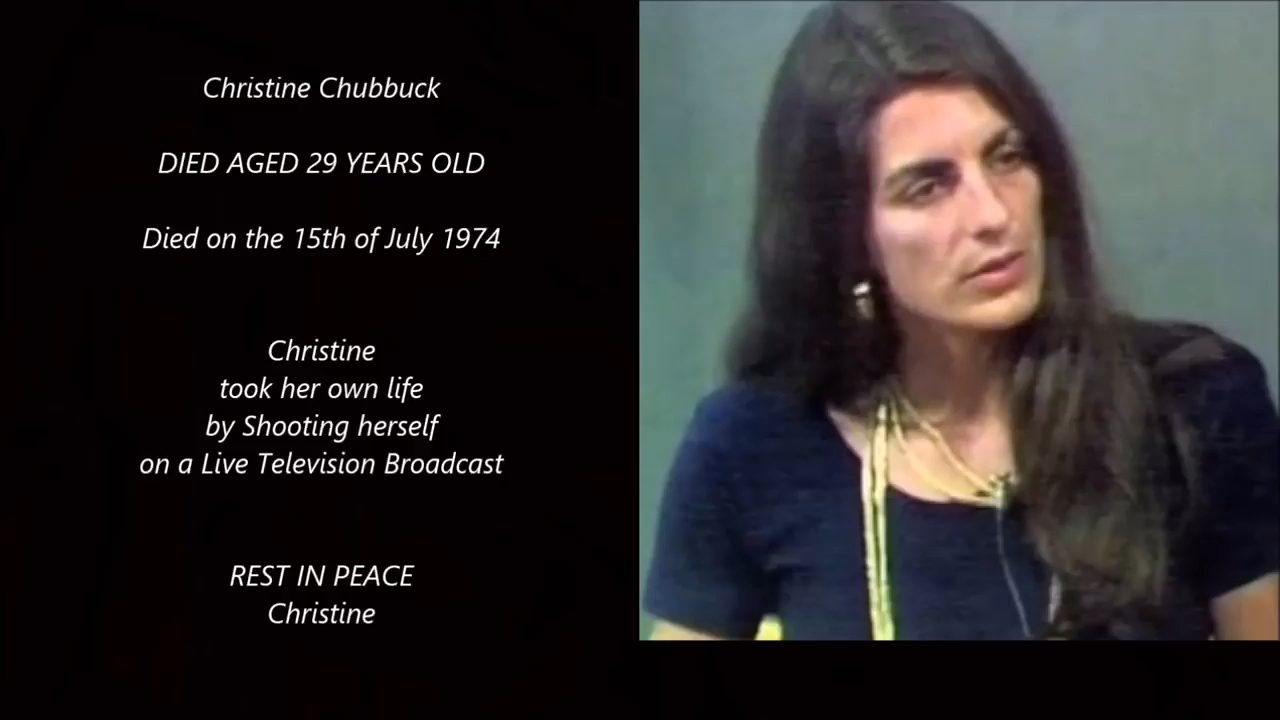 Christine Chubbuck
DIED AGED 29 YEARS OLD
Died on the 15th of July 1974
Christine
took her own life
by Shooting herself
on a Live Television Broadcast
REST IN PEACE
Christine